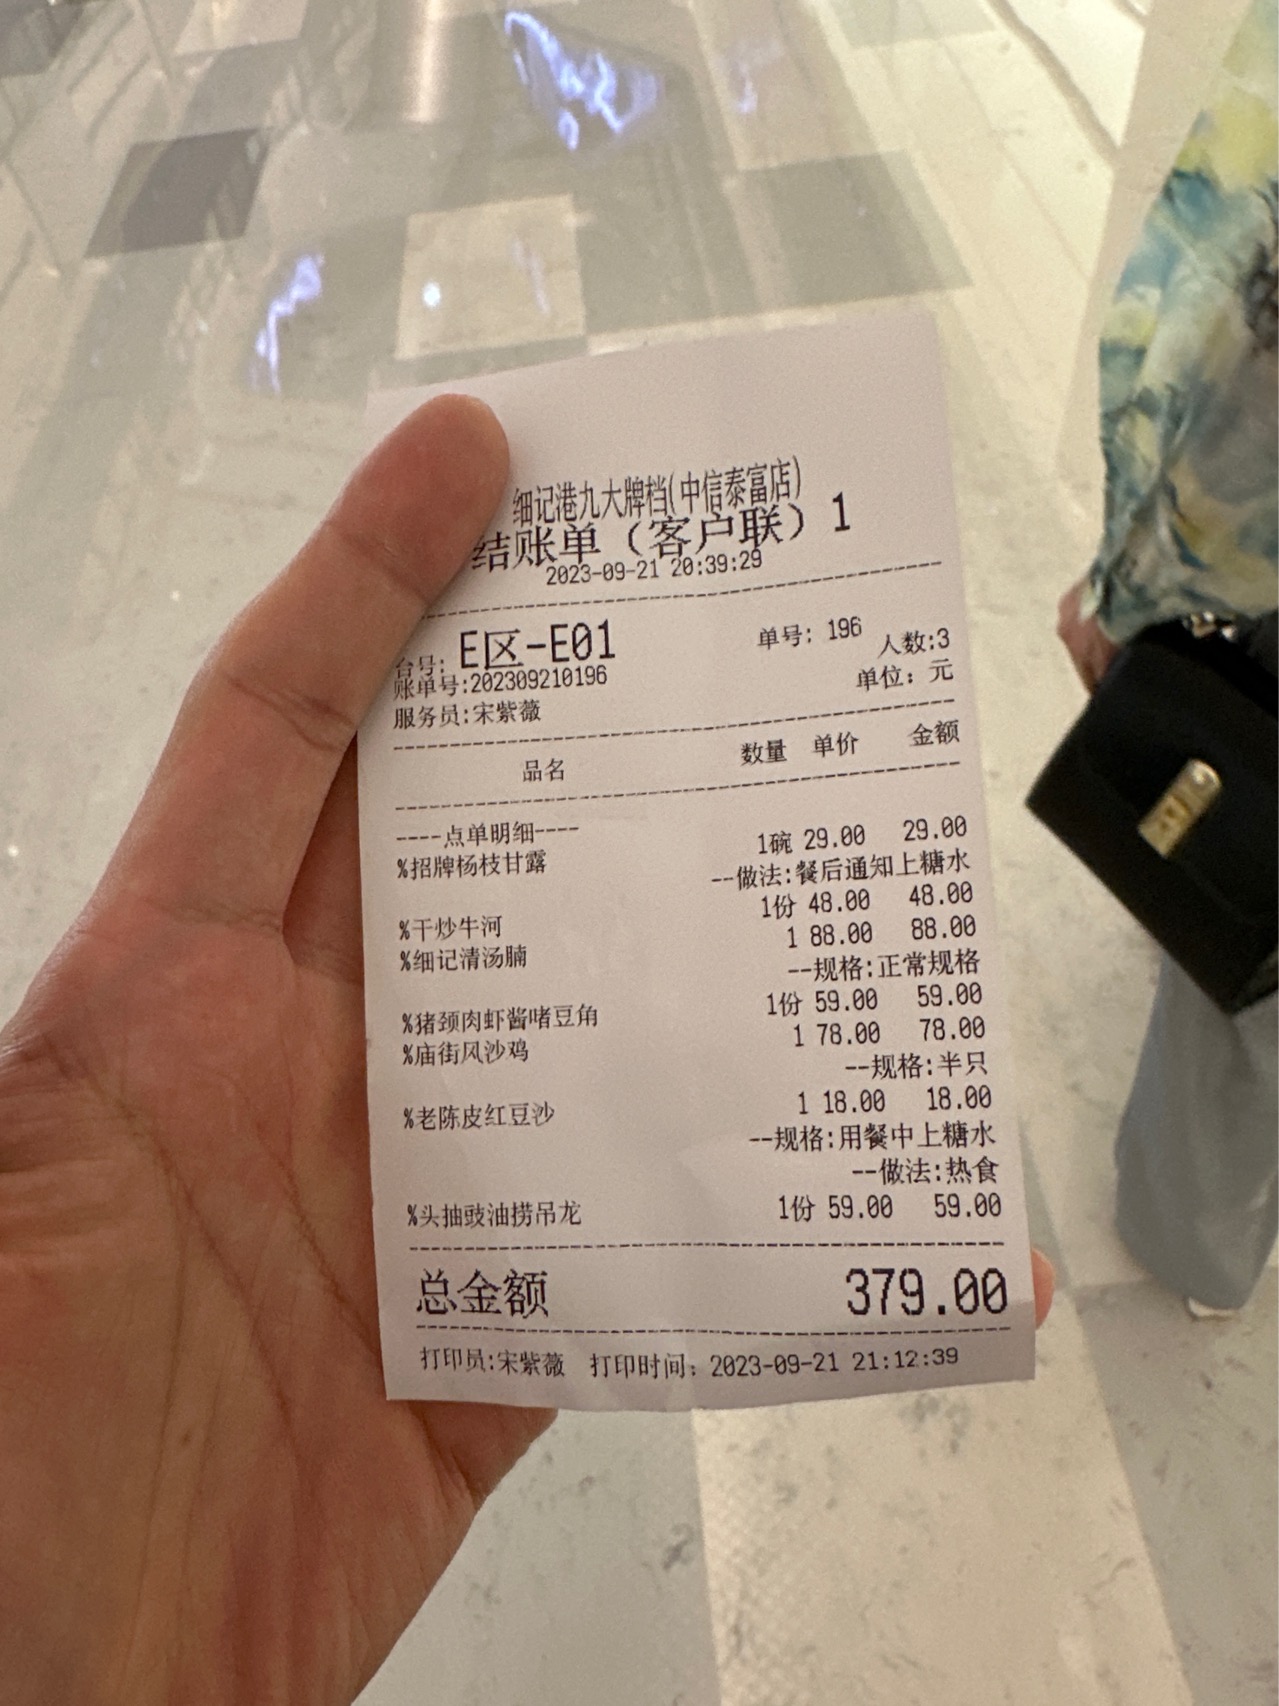 细记港九大牌档(中信泰富店)
结账单（客户联）1
2023-09-21 20:39:29
台号: E区-E01 单号: 196 人数:3
账单号:202309210196 单位: 元
服务员:宋紫薇
品名 数量 单价 金额
----点单明细----
%招牌杨枝甘露 1碗 29.00 29.00
--做法:餐后通知上糖水
%干炒牛河 1份 48.00 48.00
%细记清汤腩 1 88.00 88.00
--规格:正常规格
%猪颈肉虾酱啫豆角 1份 59.00 59.00
%庙街风沙鸡 1 78.00 78.00
--规格:半只
%老陈皮红豆沙 1 18.00 18.00
--规格:用餐中上糖水
--做法:热食
%头抽豉油捞吊龙 1份 59.00 59.00
总金额 379.00
打印员:宋紫薇 打印时间: 2023-09-21 21:12:39